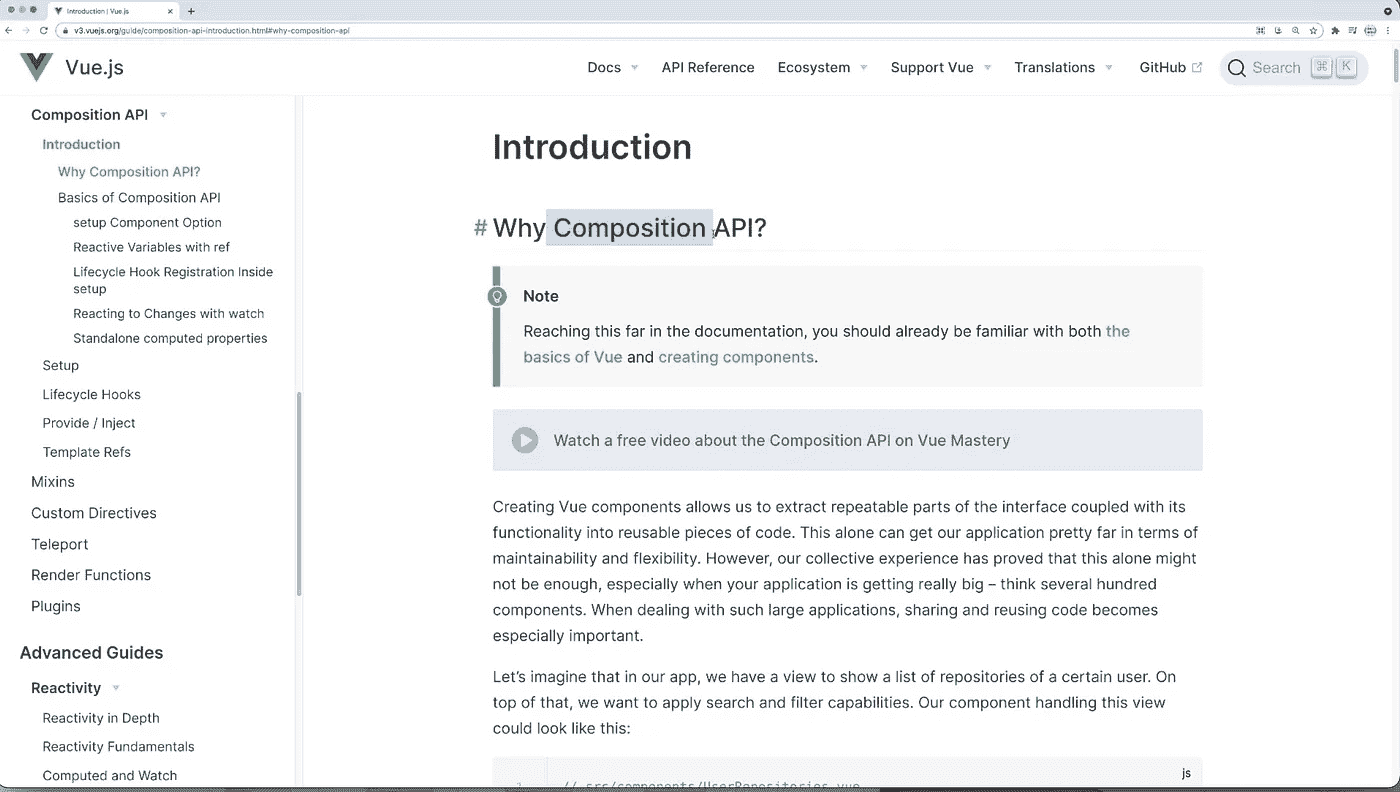 Introduction | Vue.js
v3.vuejs.org/guide/composition-api-introduction.html#why-composition-api
Vue.js
Docs
API Reference
Ecosystem
Support Vue
Translations
GitHub
Search ⌘ K
Composition API
Introduction
Why Composition API?
Basics of Composition API
setup Component Option
Reactive Variables with ref
Lifecycle Hook Registration Inside
setup
Reacting to Changes with watch
Standalone computed properties
Setup
Lifecycle Hooks
Provide / Inject
Template Refs
Mixins
Custom Directives
Teleport
Render Functions
Plugins
Advanced Guides
Reactivity
Reactivity in Depth
Reactivity Fundamentals
Computed and Watch
Introduction
# Why Composition API?
Note
Reaching this far in the documentation, you should already be familiar with both the
basics of Vue and creating components.
Watch a free video about the Composition API on Vue Mastery
Creating Vue components allows us to extract repeatable parts of the interface coupled with its
functionality into reusable pieces of code. This alone can get our application pretty far in terms of
maintainability and flexibility. However, our collective experience has proved that this alone might
not be enough, especially when your application is getting really big – think several hundred
components. When dealing with such large applications, sharing and reusing code becomes
especially important.
Let's imagine that in our app, we have a view to show a list of repositories of a certain user. On
top of that, we want to apply search and filter capabilities. Our component handling this view
could look like this:
js
// src/components/UserRepositories.vue